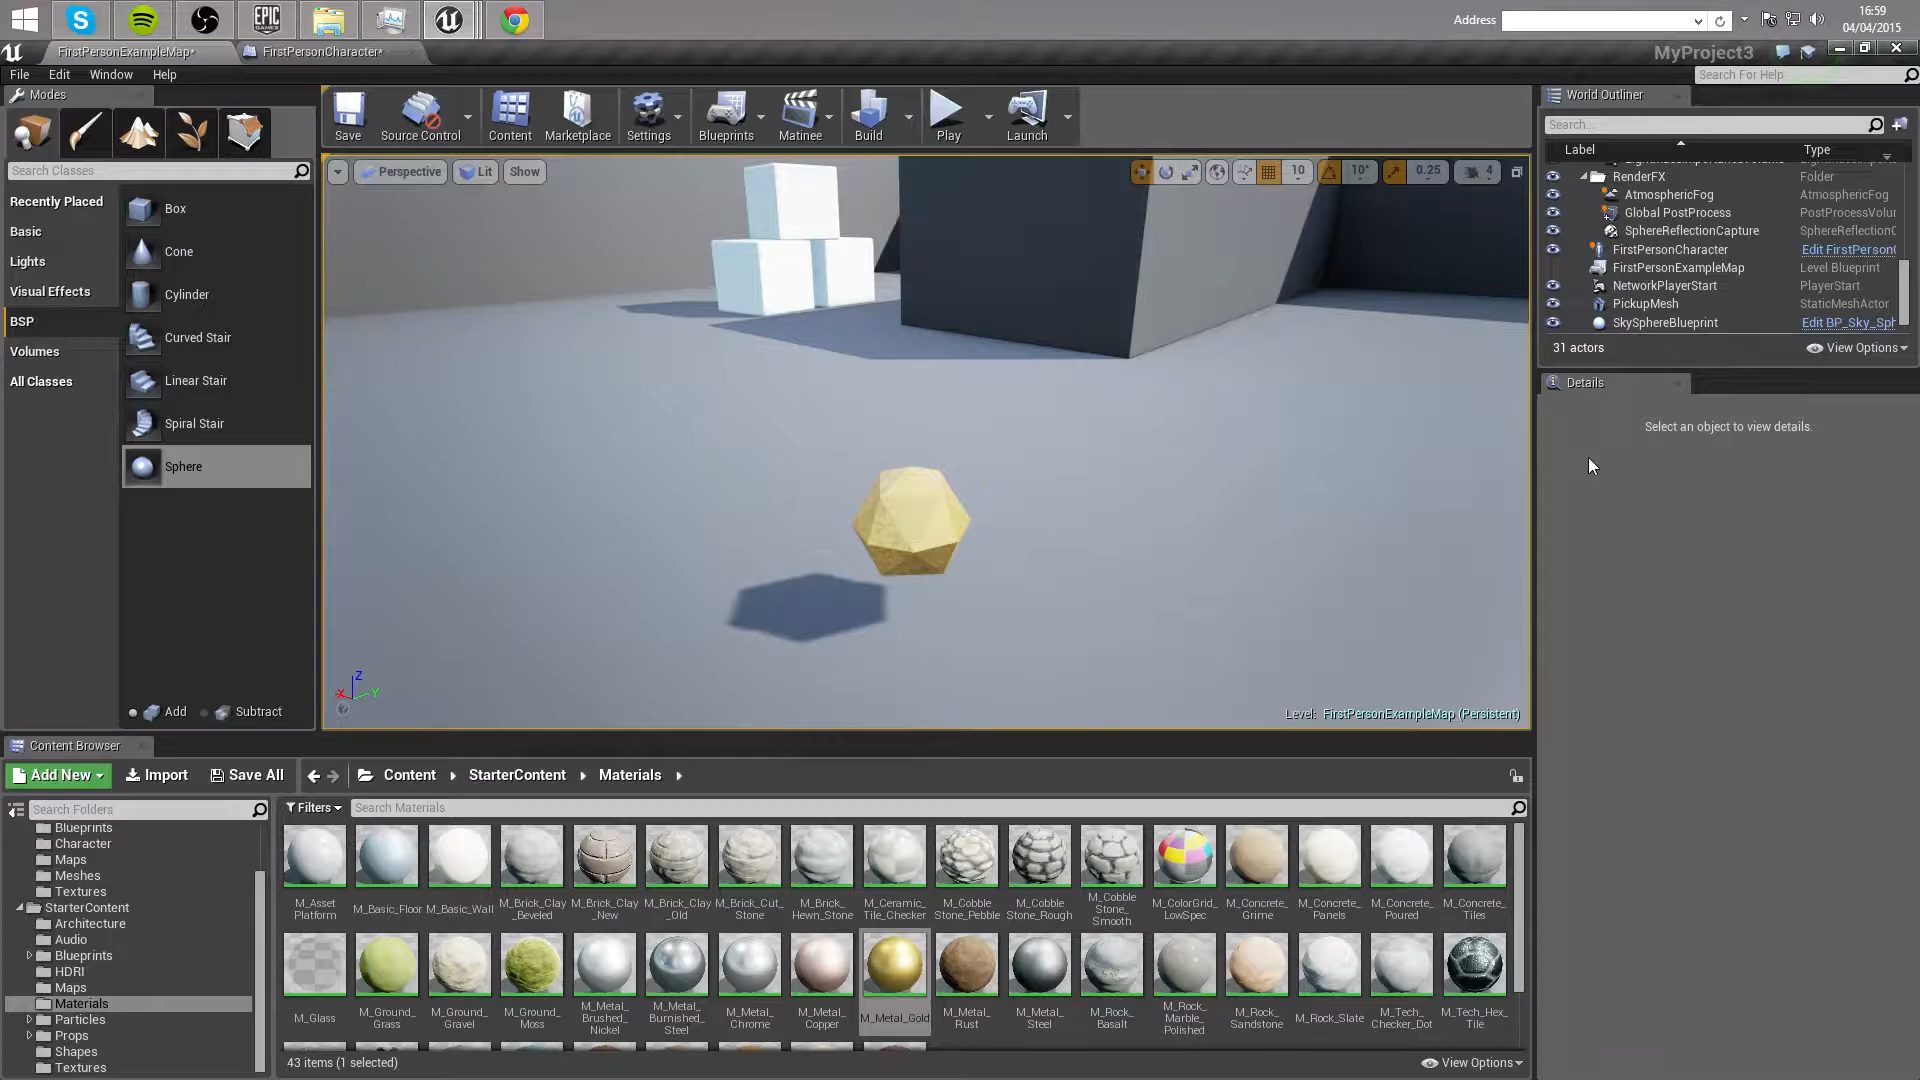 EPIC
GAMES
Address
16:59
04/04/2015
FirstPersonExampleMap*
FirstPersonCharacter*
MyProject3
File Edit Window Help
Search For Help
Modes
Save
Source Control
Content
Marketplace
Settings
Blueprints
Matinee
Build
Play
Launch
Search Classes
Recently Placed
Basic
Lights
Visual Effects
BSP
Volumes
All Classes
Box
Cone
Cylinder
Curved Stair
Linear Stair
Spiral Stair
Sphere
Add
Subtract
Perspective
Lit
Show
10
10°
0.25
4
Z
X
Y
Level: FirstPersonExampleMap (Persistent)
World Outliner
Search...
Label Type
RenderFX Folder
AtmosphericFog AtmosphericFog
Global PostProcess PostProcessVolu
SphereReflectionCapture SphereReflectionC
FirstPersonCharacter Edit FirstPerson
FirstPersonExampleMap Level Blueprint
NetworkPlayerStart PlayerStart
PickupMesh StaticMeshActor
SkySphereBlueprint Edit BP_Sky_Sph
31 actors
View Options
Details
Select an object to view details.
Content Browser
Add New
Import
Save All
Content
StarterContent
Materials
Search Folders
Filters
Search Materials
Blueprints
Character
Maps
Meshes
Textures
StarterContent
Architecture
Audio
Blueprints
HDRI
Maps
Materials
Particles
Props
Shapes
Textures
M_Asset
Platform
M_Basic_Floor
M_Basic_Wall
M_Brick_Clay
_Beveled
M_Brick_Clay
_New
M_Brick_Clay
_Old
M_Brick_Cut_
Stone
M_Brick_
Hewn_Stone
M_Ceramic_
Tile_Checker
M_Cobble
Stone_Pebble
M_Cobble
Stone_Rough
M_Cobble
Stone_
Smooth
M_ColorGrid_
LowSpec
M_Concrete_
Grime
M_Concrete_
Panels
M_Concrete_
Poured
M_Concrete_
Tiles
M_Glass
M_Ground_
Grass
M_Ground_
Gravel
M_Ground_
Moss
M_Metal_
Brushed_
Nickel
M_Metal_
Burnished_
Steel
M_Metal_
Chrome
M_Metal_
Copper
M_Metal_Gold
M_Metal_
Rust
M_Metal_
Steel
M_Rock_
Basalt
M_Rock_
Marble_
Polished
M_Rock_
Sandstone
M_Rock_Slate
M_Tech_
Checker_Dot
M_Tech_Hex_
Tile
43 items (1 selected)
View Options